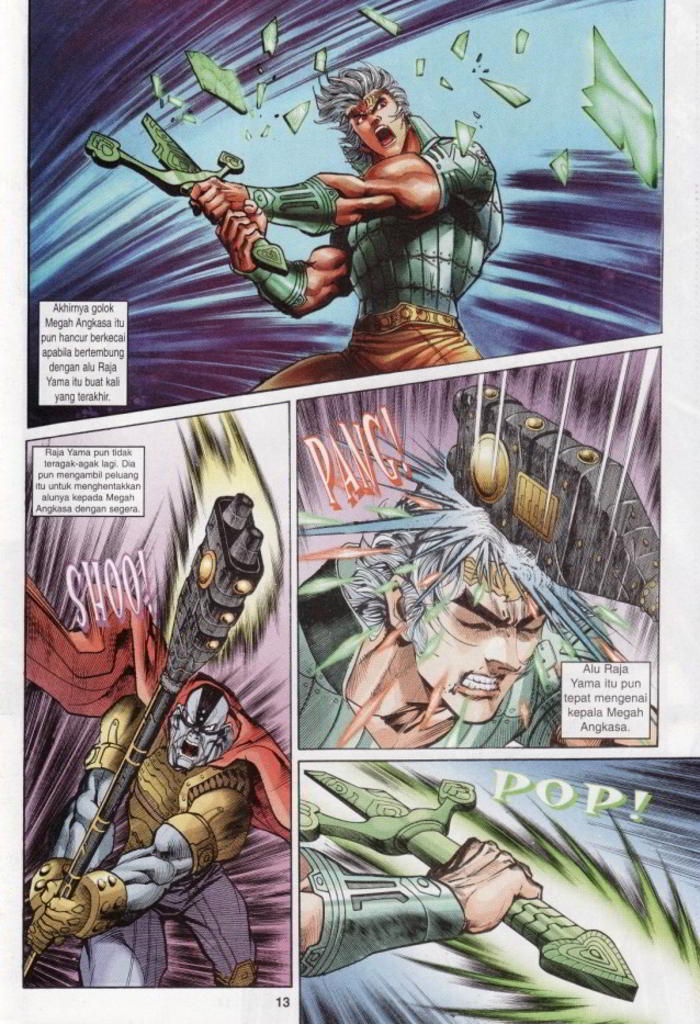 Akhirnya golok
Megah Angkasa itu
pun hancur berkecai
apabila bertembung
dengan alu Raja
Yama itu buat kali
yang terakhir.
Raja Yama pun tidak
teragak-agak lagi. Dia
pun mengambil peluang
itu untuk menghentakkan
alunya kepada Megah
Angkasa dengan segera.
SHOO!
PANG!
Alu Raja
Yama itu pun
tepat mengenai
kepala Megah
Angkasa.
POP!
13